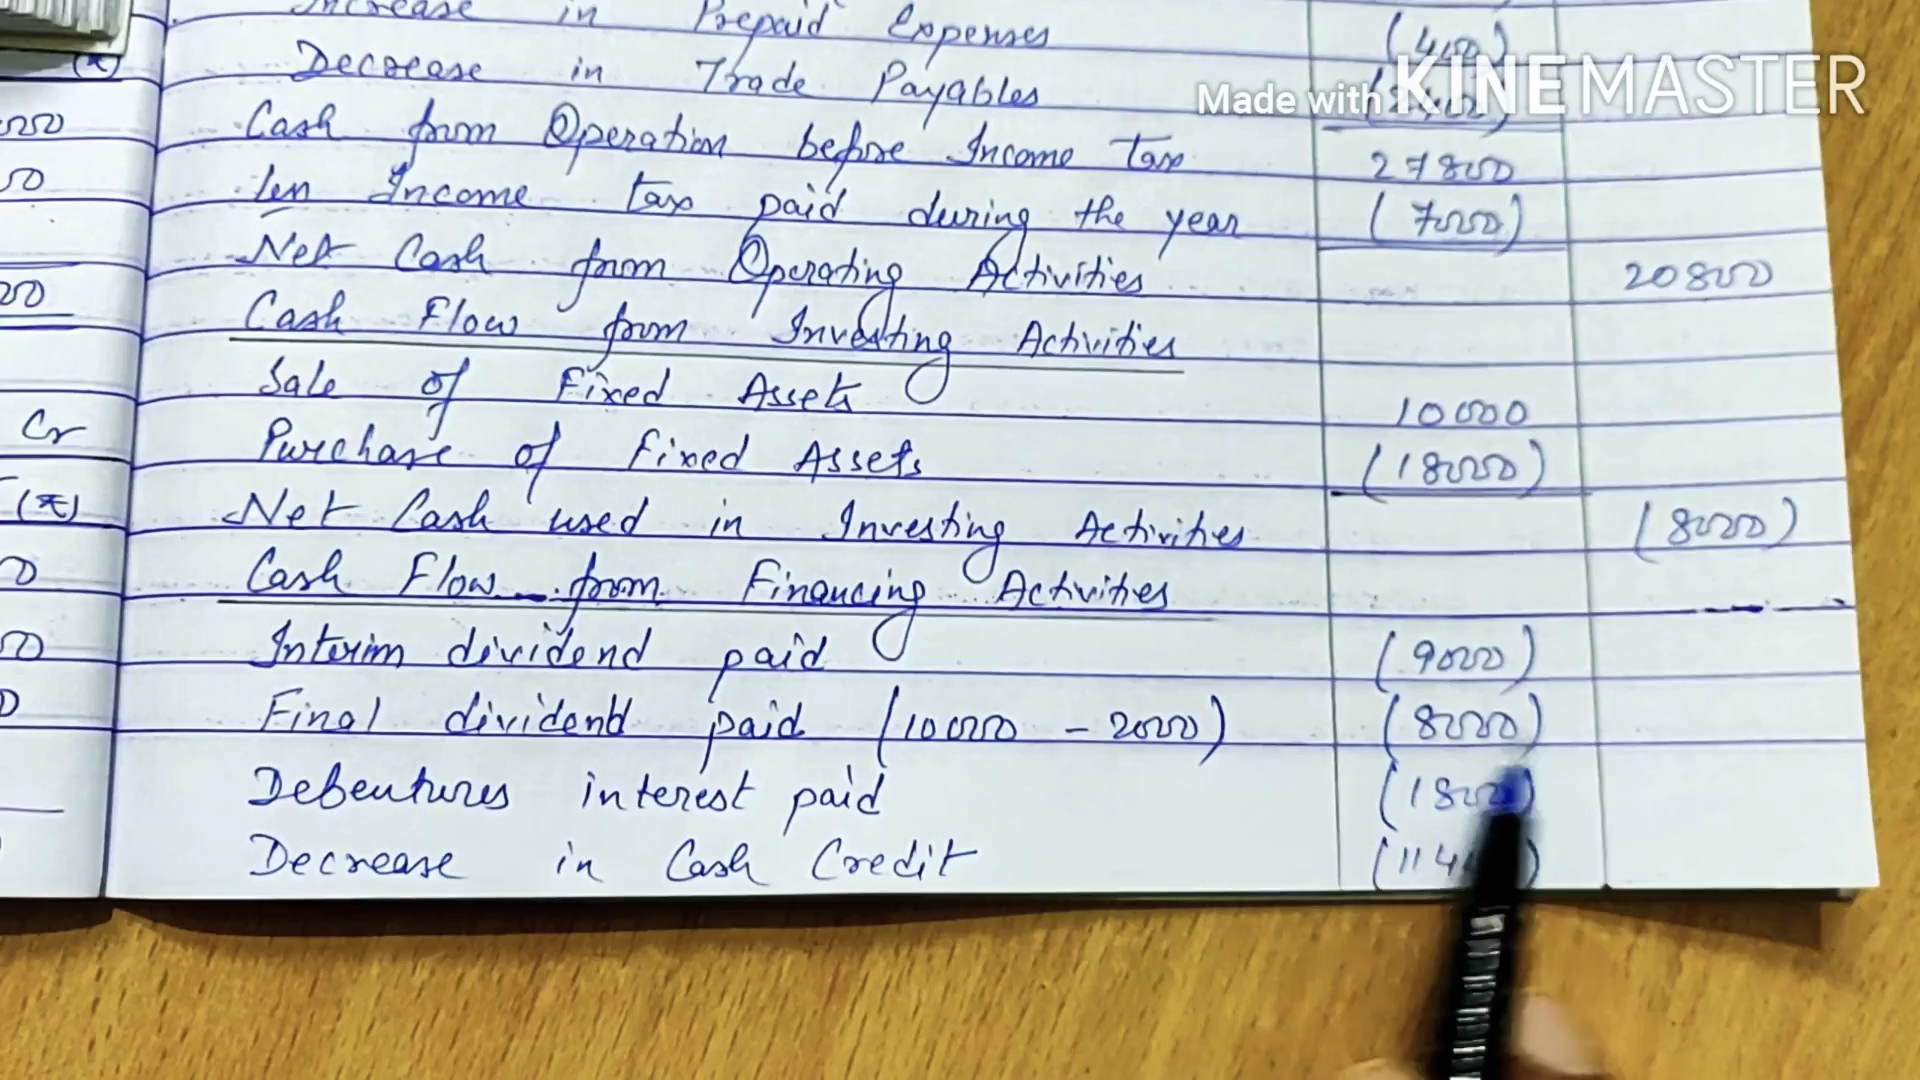 Increase in Prepaid Expenses (400)
Made with KINEMASTER
Decrease in Trade Payables
(₹)
Cash from Operation before Income Tax 27800
less Income tax paid during the year (7000)
Net Cash from Operating Activities 20800
Cash Flow from Investing Activities
Sale of Fixed Assets 10000
Cr
Purchase of Fixed Assets (18000)
(₹)
Net Cash used in Investing Activities (8000)
Cash Flow from Financing Activities
Interim dividend paid (9000)
Final dividend paid (10000 - 2000) (8000)
Debentures interest paid (1800)
Decrease in Cash Credit